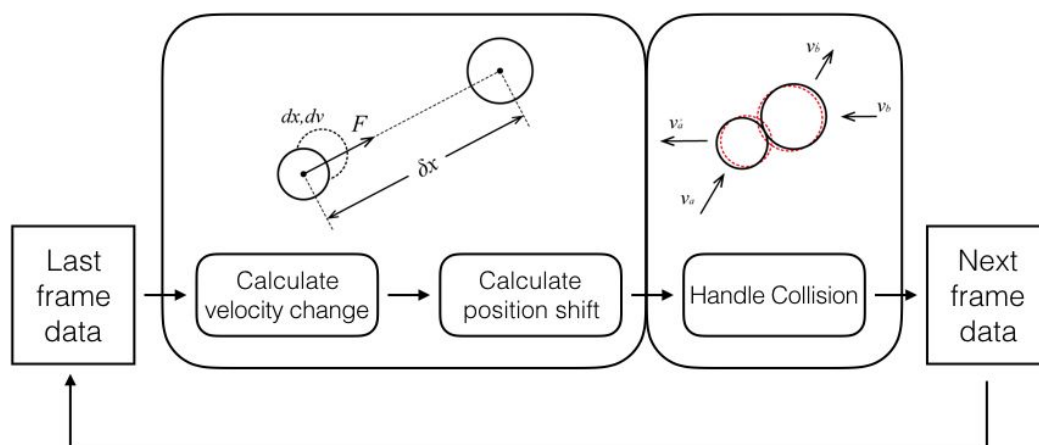 dx,dv
F
δx
v_b'
v_b
v_a'
v_a
Last
frame
data
Calculate
velocity change
Calculate
position shift
Handle Collision
Next
frame
data